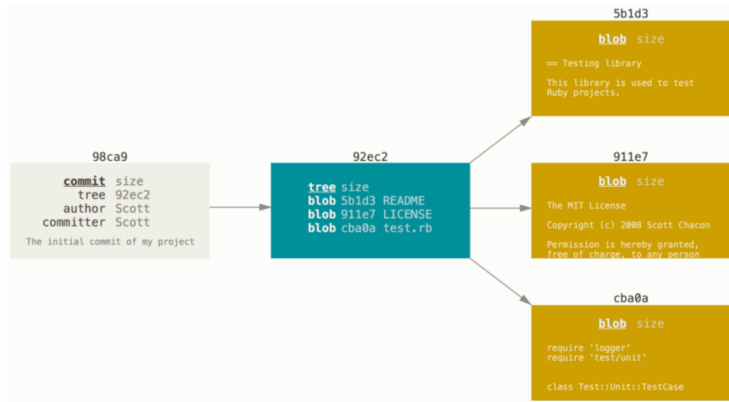 98ca9
commit size
tree 92ec2
author Scott
committer Scott
The initial commit of my project
92ec2
tree size
blob 5b1d3 README
blob 911e7 LICENSE
blob cba0a test.rb
5b1d3
blob size
== Testing library
This library is used to test
Ruby projects.
911e7
blob size
The MIT License
Copyright (c) 2008 Scott Chacon
Permission is hereby granted,
free of charge, to any person
cba0a
blob size
require 'logger'
require 'test/unit'
class Test::Unit::TestCase